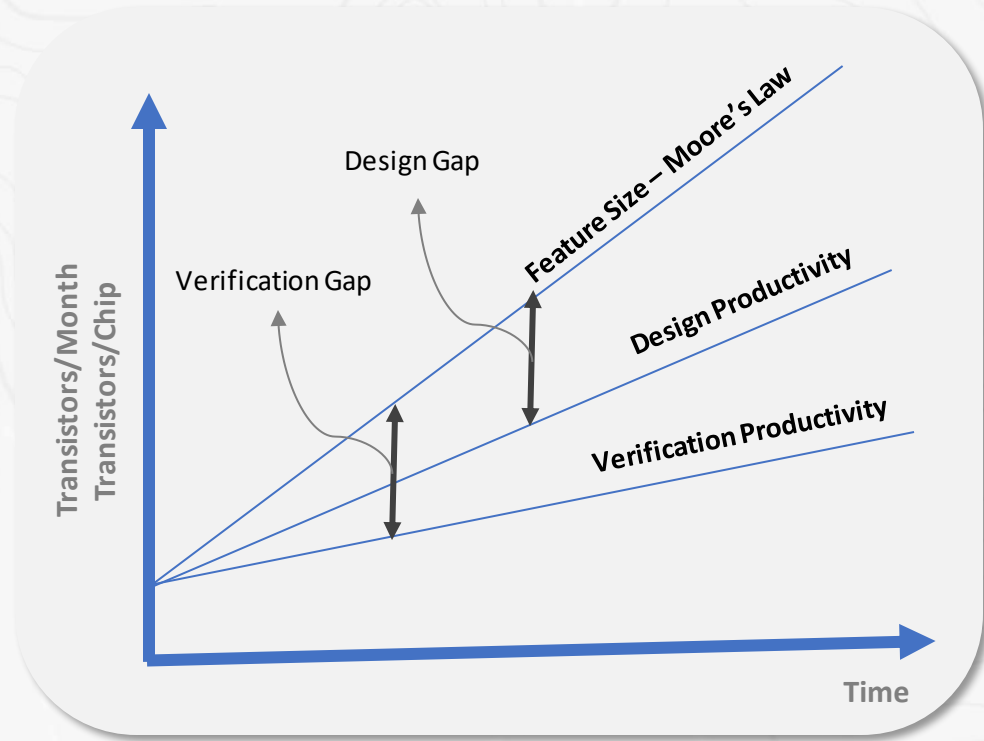 Feature Size – Moore's Law
Design Gap
Design Productivity
Verification Gap
Transistors/Month
Transistors/Chip
Verification Productivity
Time